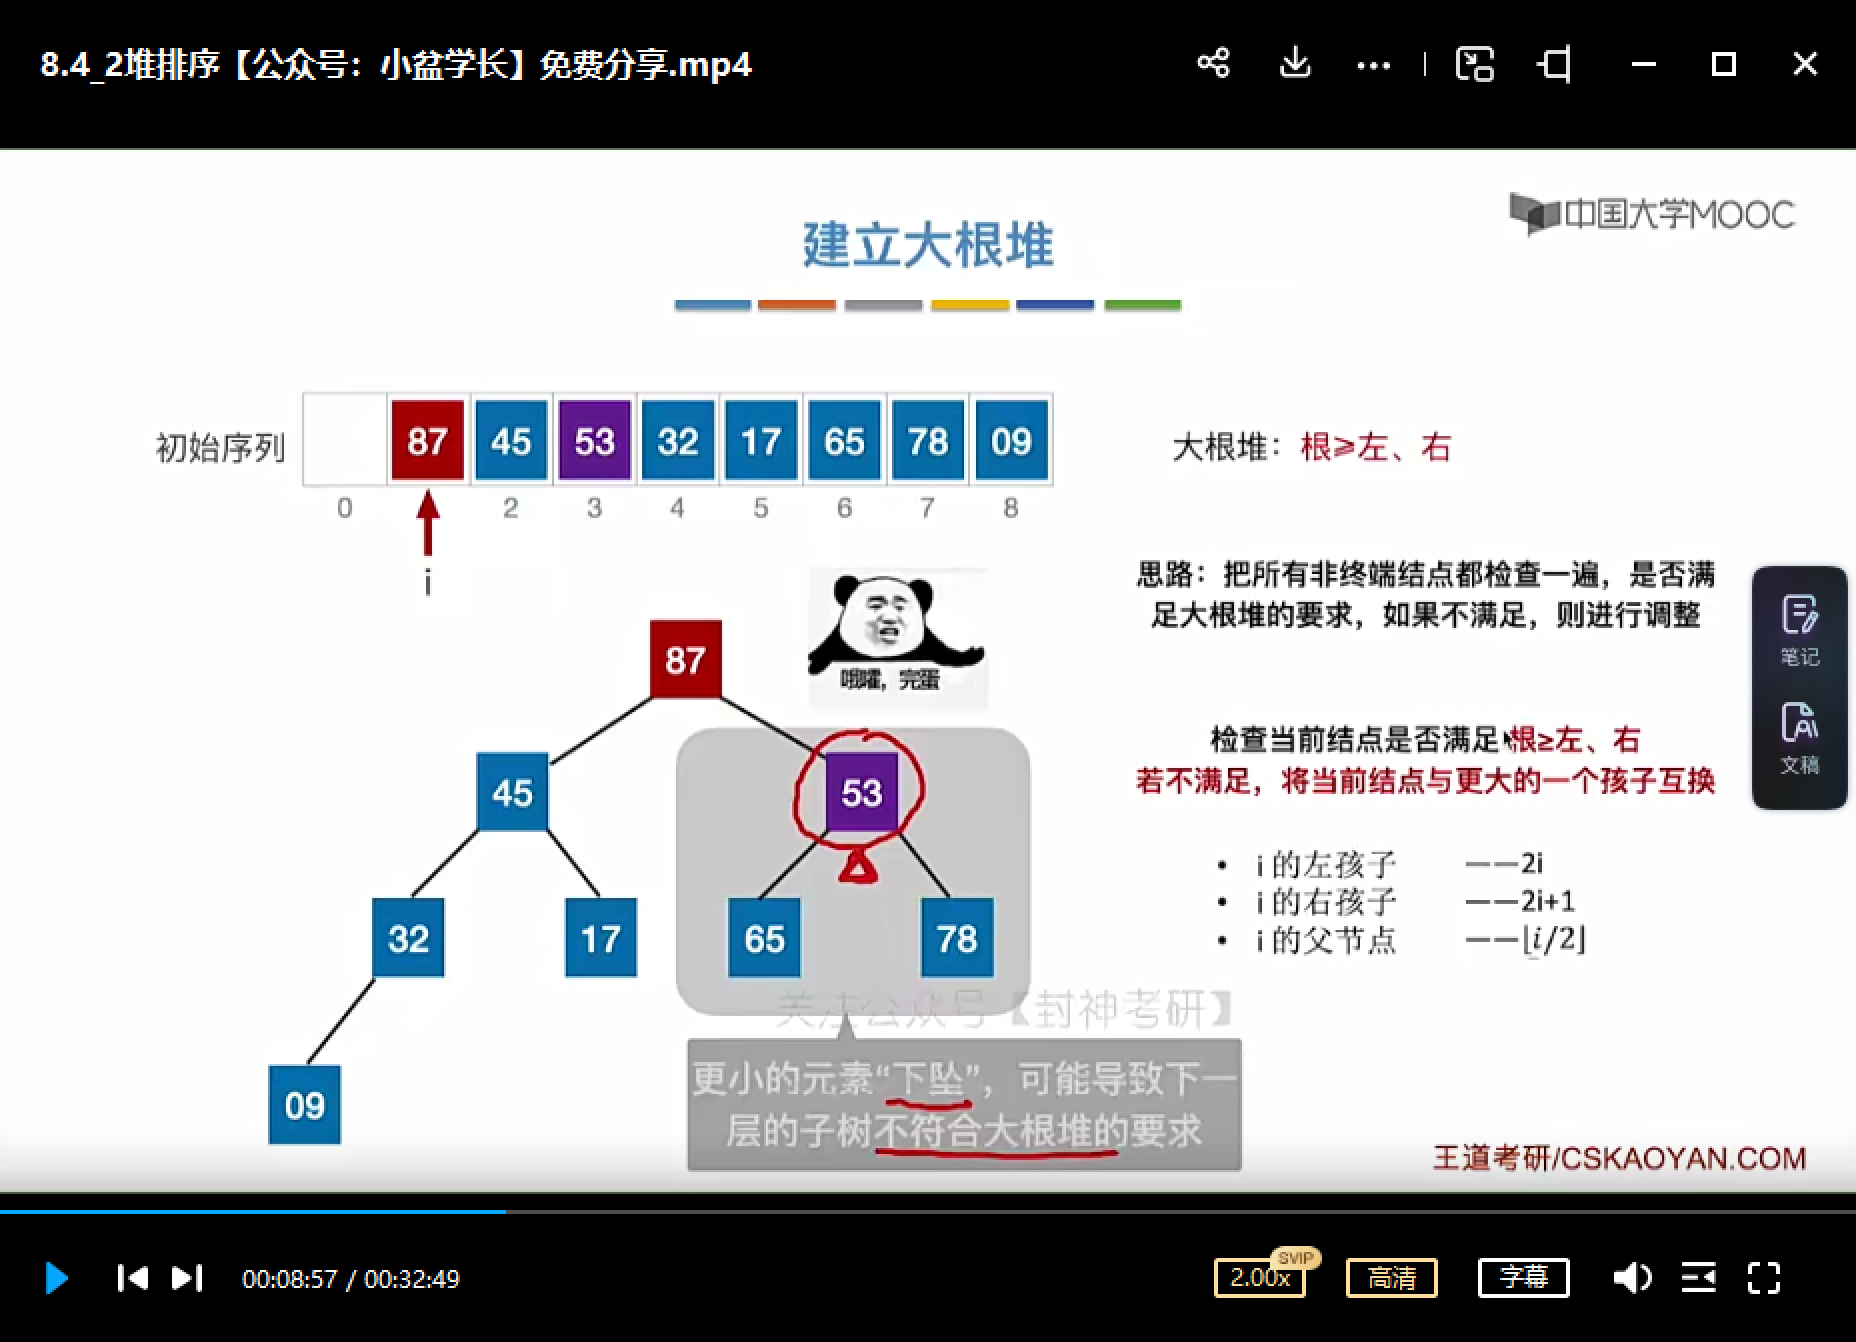 8.4_2堆排序【公众号：小盆学长】免费分享.mp4
中国大学MOOC
建立大根堆
初始序列 87 45 53 32 17 65 78 09
0 2 3 4 5 6 7 8
i
大根堆：根≥左、右
思路：把所有非终端结点都检查一遍，是否满
足大根堆的要求，如果不满足，则进行调整
笔记
文稿
87
哦嚯，完蛋
45
53
检查当前结点是否满足 根≥左、右
若不满足，将当前结点与更大的一个孩子互换
• i 的左孩子 ——2i
• i 的右孩子 ——2i+1
• i 的父节点 ——⌊i/2⌋
32 17 65 78
关注公众号【封神考研】
09
更小的元素“下坠”，可能导致下一
层的子树不符合大根堆的要求
王道考研/CSKAOYAN.COM
00:08:57 / 00:32:49
2.00x
SVIP
高清
字幕